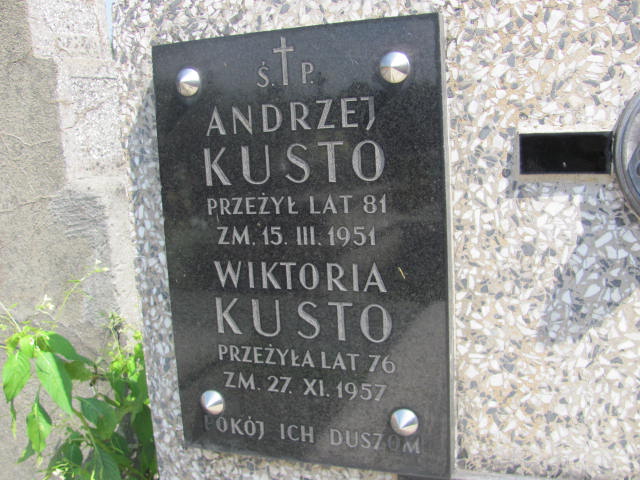 Ś. P.
ANDRZEJ
KUSTO
PRZEŻYŁ LAT 81
ZM. 15. III. 1951
WIKTORIA
KUSTO
PRZEŻYŁA LAT 76
ZM. 27. XI. 1957
POKÓJ ICH DUSZOM